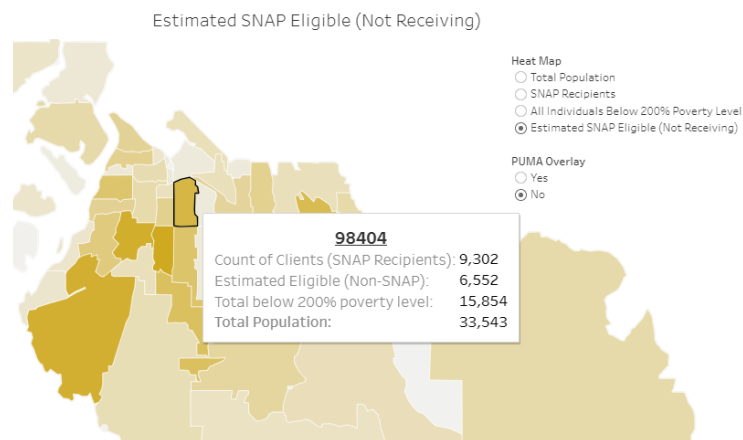 Estimated SNAP Eligible (Not Receiving)
Heat Map
Total Population
SNAP Recipients
All Individuals Below 200% Poverty Level
Estimated SNAP Eligible (Not Receiving)
PUMA Overlay
Yes
No
98404
Count of Clients (SNAP Recipients): 9,302
Estimated Eligible (Non-SNAP): 6,552
Total below 200% poverty level: 15,854
Total Population: 33,543